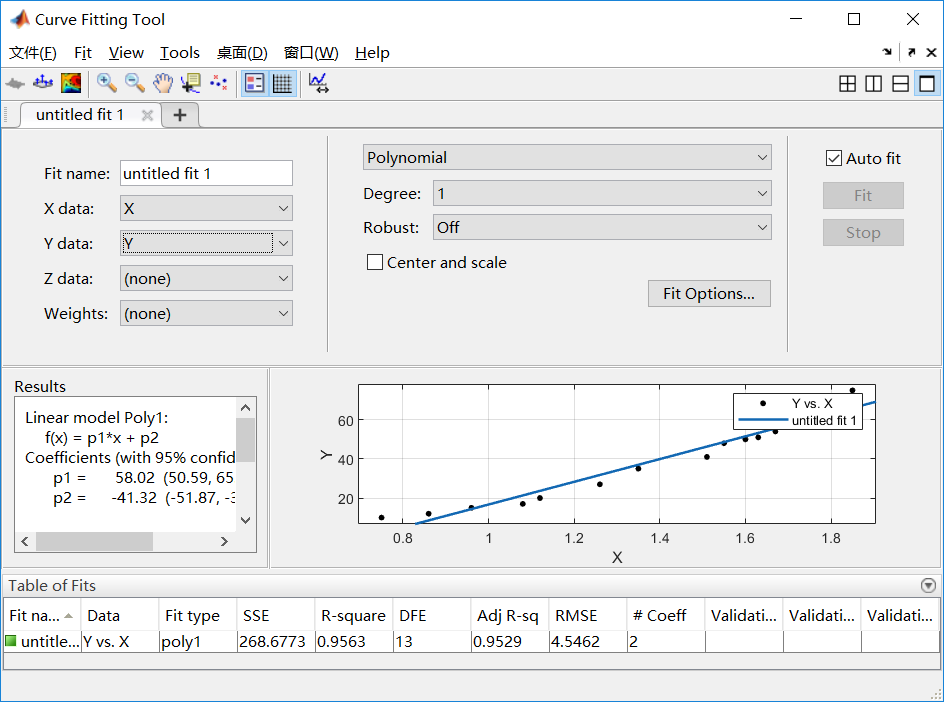 Curve Fitting Tool
文件(F) Fit View Tools 桌面(D) 窗口(W) Help
untitled fit 1
Fit name: untitled fit 1
X data: X
Y data: Y
Z data: (none)
Weights: (none)
Polynomial
Degree: 1
Robust: Off
Center and scale
Fit Options...
Auto fit
Fit
Stop
Results
Linear model Poly1:
f(x) = p1*x + p2
Coefficients (with 95% confid
p1 = 58.02 (50.59, 65
p2 = -41.32 (-51.87, -3
Y vs. X
untitled fit 1
60
40
20
Y
0.8 1 1.2 1.4 1.6 1.8
X
Table of Fits
Fit na... Data Fit type SSE R-square DFE Adj R-sq RMSE # Coeff Validati... Validati... Validati...
untitle... Y vs. X poly1 268.6773 0.9563 13 0.9529 4.5462 2